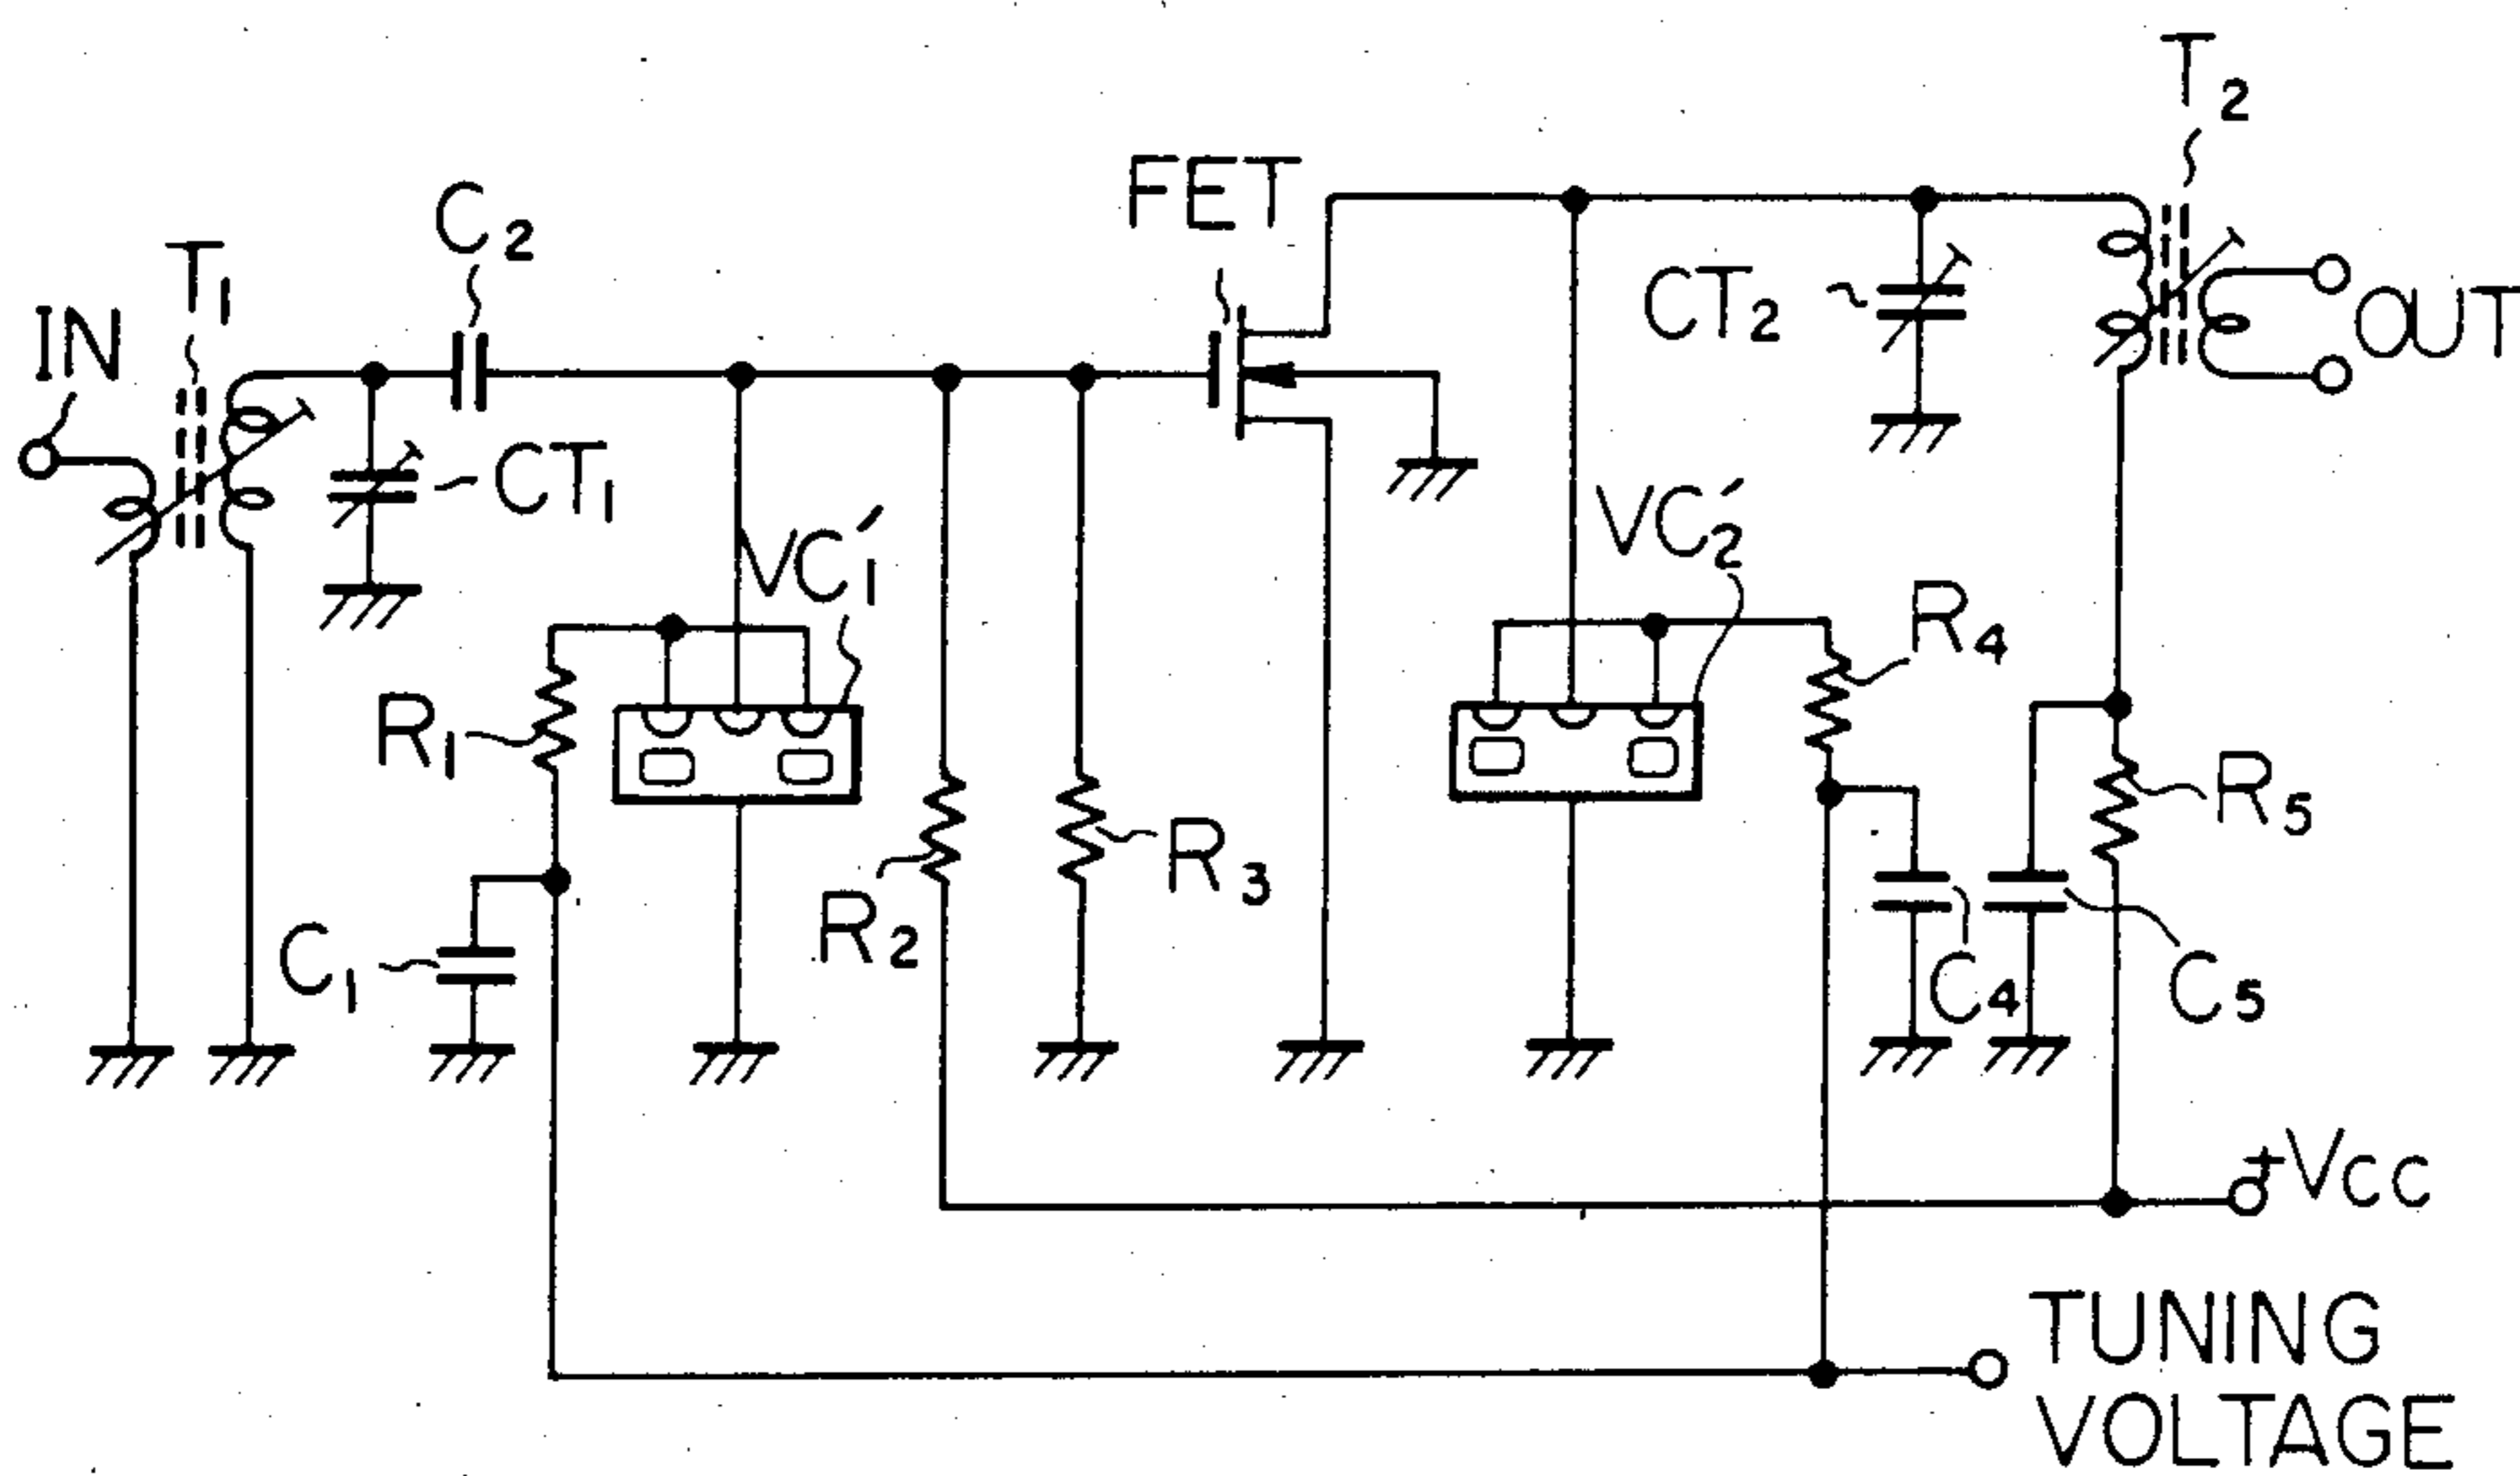 T2
FET
C2
T1
IN
CT2
OUT
CT1
VC1′
VC2′
R4
R1
R5
R3
R2
C1
C4
C5
+Vcc
TUNING
VOLTAGE